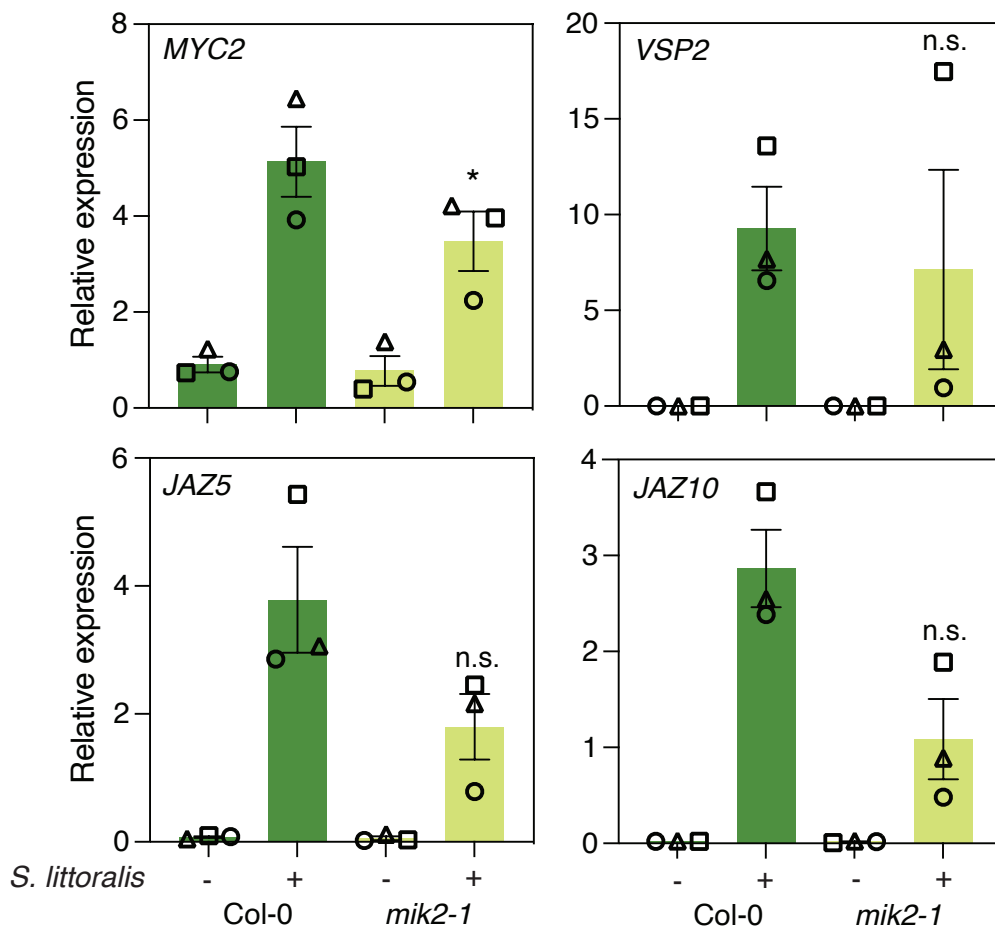 MYC2
VSP2
Relative expression
8
6
4
2
0
*
20
15
10
5
0
n.s.
JAZ5
JAZ10
Relative expression
6
4
2
0
n.s.
4
3
2
1
0
n.s.
S. littoralis - + - + - + - +
Col-0 mik2-1 Col-0 mik2-1